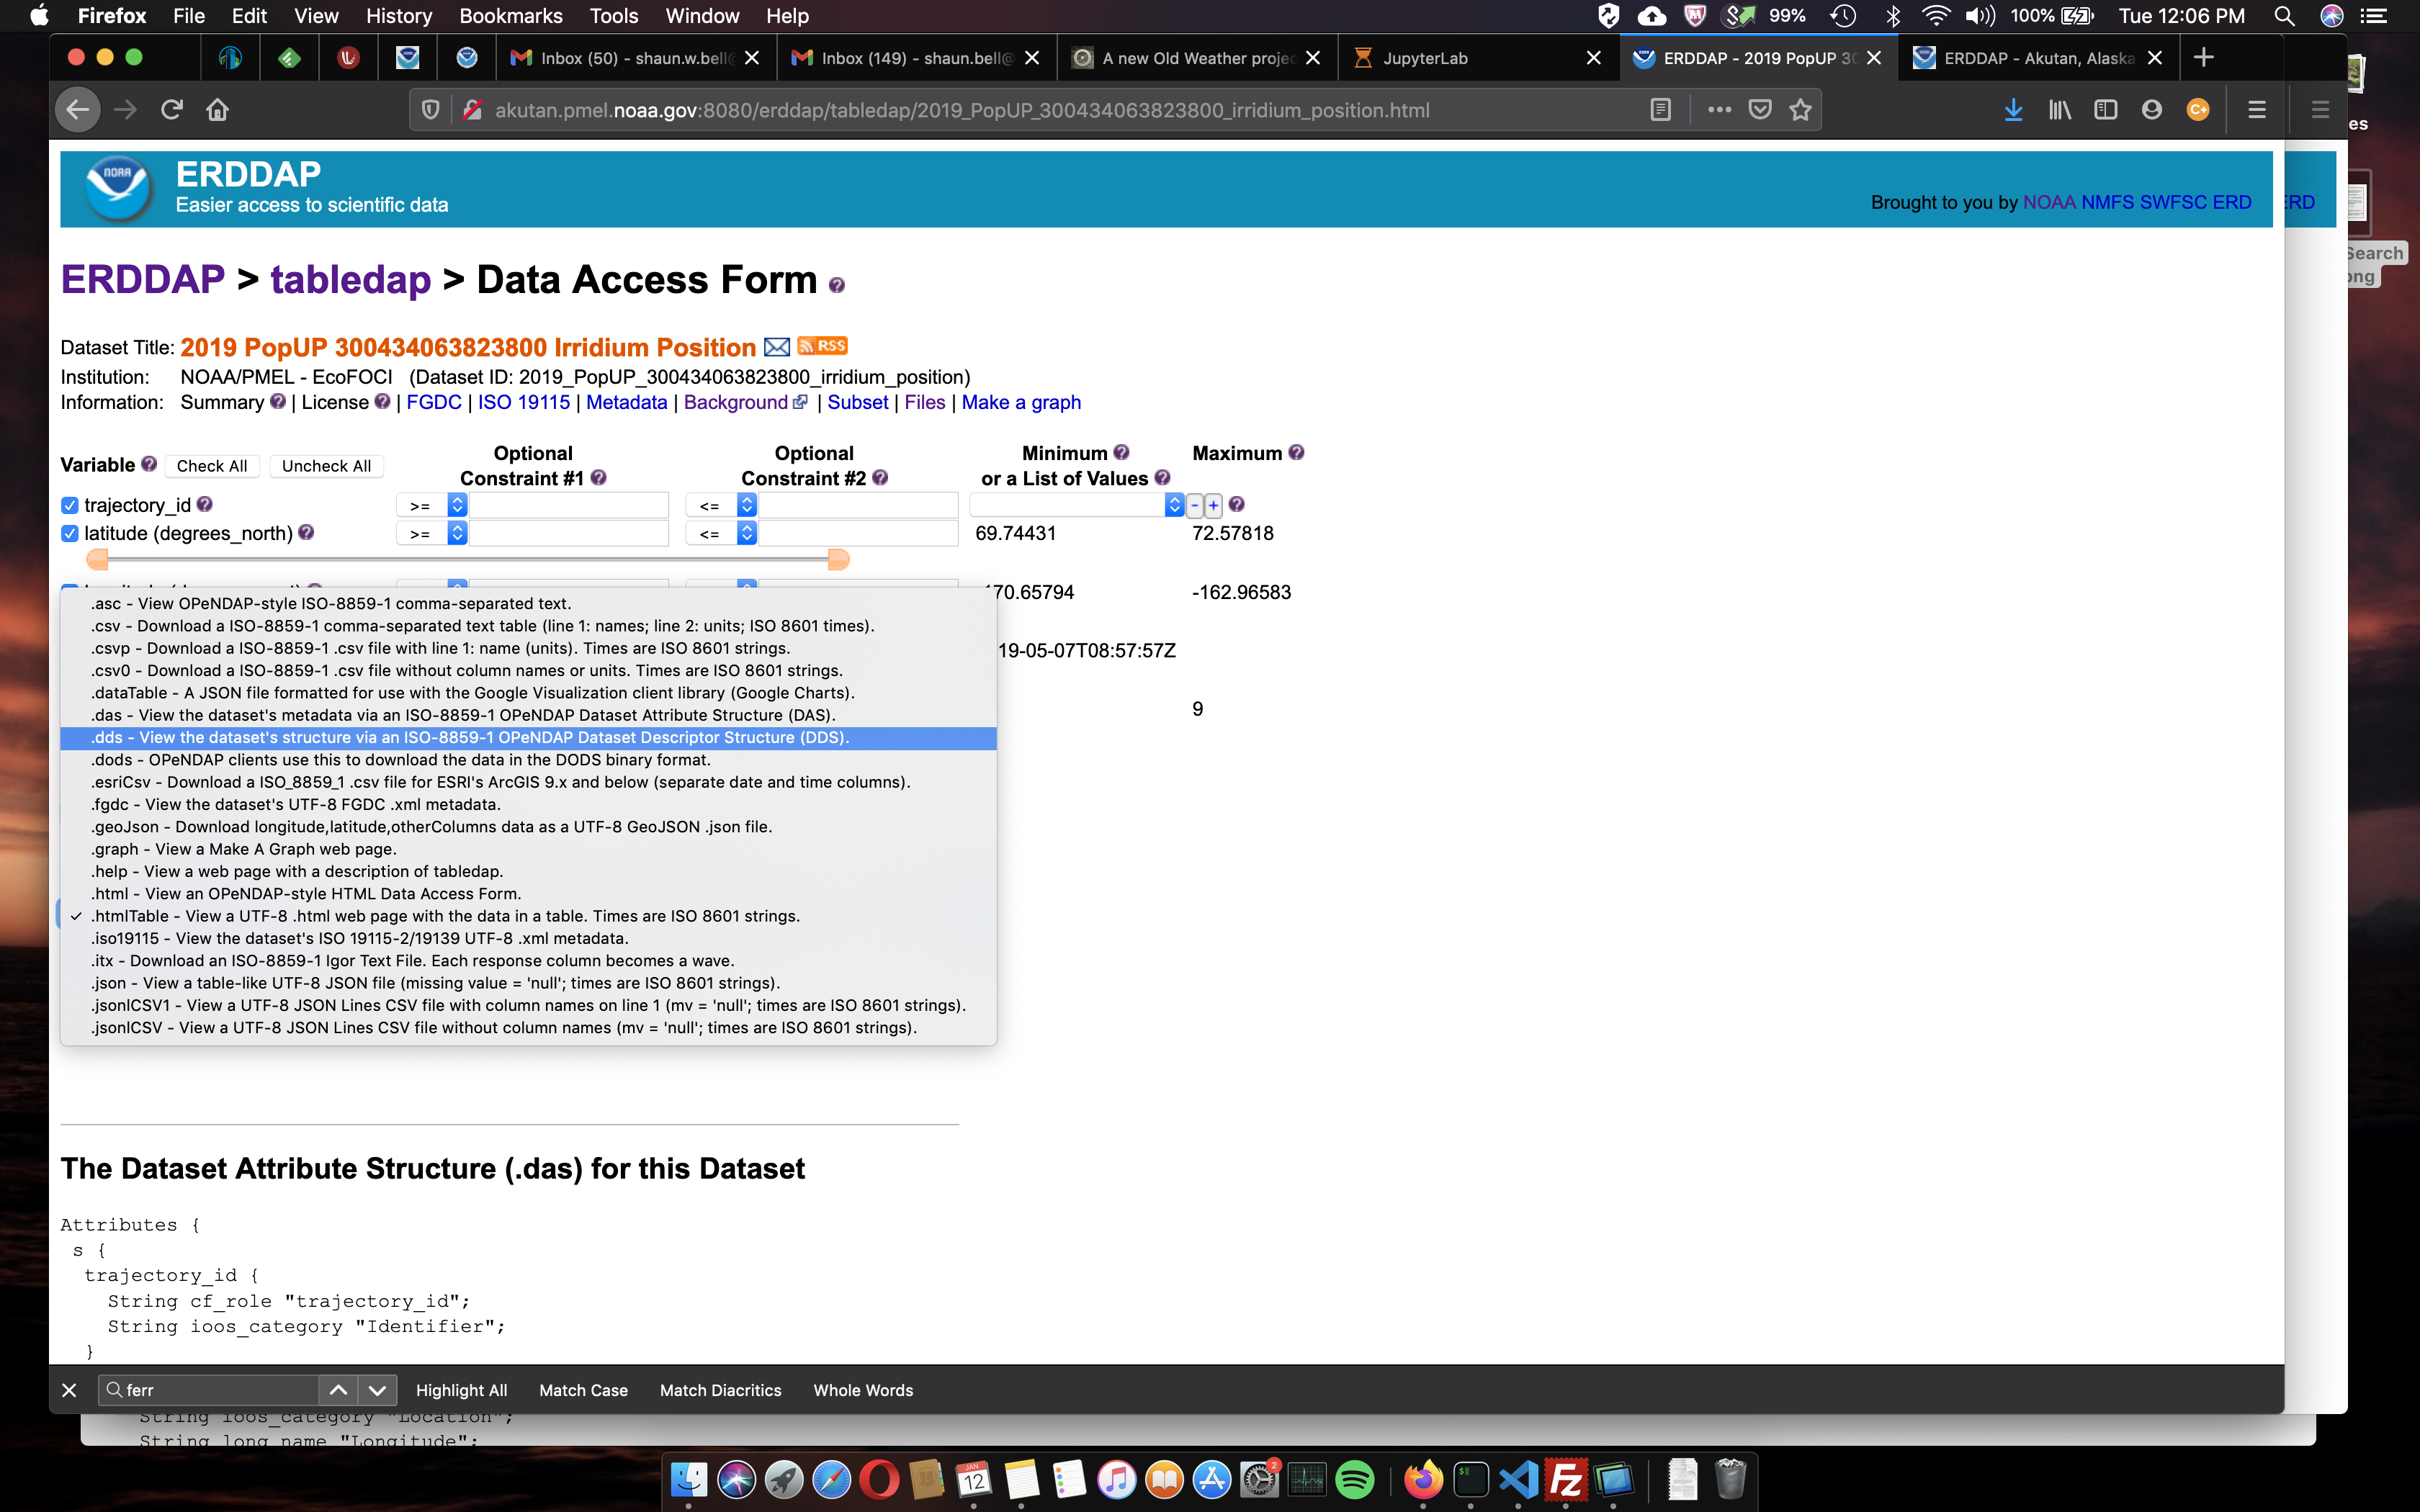 Firefox File Edit View History Bookmarks Tools Window Help 99% 100% Tue 12:06 PM
Inbox (50) - shaun.w.bell@ Inbox (149) - shaun.bell@ A new Old Weather projec JupyterLab ERDDAP - 2019 PopUP 30 ERDDAP - Akutan, Alaska
akutan.pmel.noaa.gov:8080/erddap/tabledap/2019_PopUP_300434063823800_irridium_position.html
es
ERDDAP
Easier access to scientific data
Brought to you by NOAA NMFS SWFSC ERD
ERD
Search
ong
ERDDAP > tabledap > Data Access Form
Dataset Title: 2019 PopUP 300434063823800 Irridium Position RSS
Institution: NOAA/PMEL - EcoFOCI (Dataset ID: 2019_PopUP_300434063823800_irridium_position)
Information: Summary | License | FGDC | ISO 19115 | Metadata | Background | Subset | Files | Make a graph
Variable Check All Uncheck All
Optional
Constraint #1
Optional
Constraint #2
Minimum
or a List of Values
Maximum
trajectory_id >= <= - +
latitude (degrees_north) >= <= 69.74431 72.57818
170.65794 -162.96583
19-05-07T08:57:57Z
9
.asc - View OPeNDAP-style ISO-8859-1 comma-separated text.
.csv - Download a ISO-8859-1 comma-separated text table (line 1: names; line 2: units; ISO 8601 times).
.csvp - Download a ISO-8859-1 .csv file with line 1: name (units). Times are ISO 8601 strings.
.csv0 - Download a ISO-8859-1 .csv file without column names or units. Times are ISO 8601 strings.
.dataTable - A JSON file formatted for use with the Google Visualization client library (Google Charts).
.das - View the dataset's metadata via an ISO-8859-1 OPeNDAP Dataset Attribute Structure (DAS).
.dds - View the dataset's structure via an ISO-8859-1 OPeNDAP Dataset Descriptor Structure (DDS).
.dods - OPeNDAP clients use this to download the data in the DODS binary format.
.esriCsv - Download a ISO_8859_1 .csv file for ESRI's ArcGIS 9.x and below (separate date and time columns).
.fgdc - View the dataset's UTF-8 FGDC .xml metadata.
.geoJson - Download longitude,latitude,otherColumns data as a UTF-8 GeoJSON .json file.
.graph - View a Make A Graph web page.
.help - View a web page with a description of tabledap.
.html - View an OPeNDAP-style HTML Data Access Form.
.htmlTable - View a UTF-8 .html web page with the data in a table. Times are ISO 8601 strings.
.iso19115 - View the dataset's ISO 19115-2/19139 UTF-8 .xml metadata.
.itx - Download an ISO-8859-1 Igor Text File. Each response column becomes a wave.
.json - View a table-like UTF-8 JSON file (missing value = 'null'; times are ISO 8601 strings).
.jsonlCSV1 - View a UTF-8 JSON Lines CSV file with column names on line 1 (mv = 'null'; times are ISO 8601 strings).
.jsonlCSV - View a UTF-8 JSON Lines CSV file without column names (mv = 'null'; times are ISO 8601 strings).
The Dataset Attribute Structure (.das) for this Dataset
Attributes {
s {
trajectory_id {
String cf_role "trajectory_id";
String ioos_category "Identifier";
}
ferr Highlight All Match Case Match Diacritics Whole Words
String ioos_category "Location";
String long_name "Longitude";
JAN
12
2